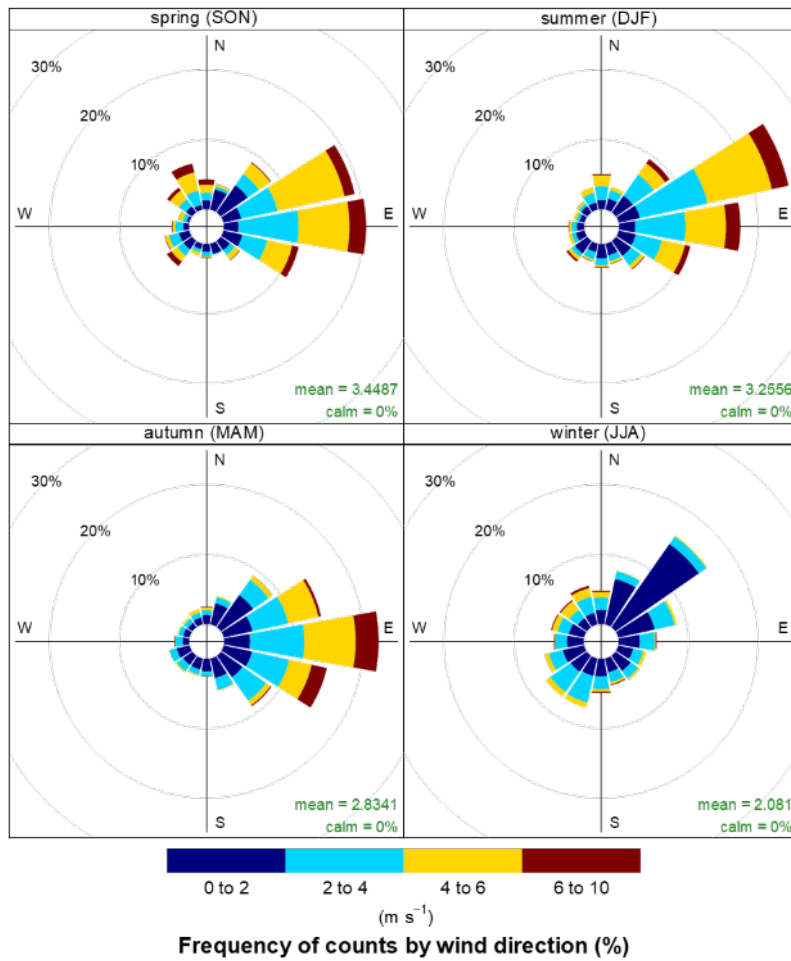 spring (SON)
N
30%
20%
10%
W
E
S
mean = 3.4487
calm = 0%
summer (DJF)
N
30%
20%
10%
W
E
S
mean = 3.2556
calm = 0%
autumn (MAM)
N
30%
20%
10%
W
E
S
mean = 2.8341
calm = 0%
winter (JJA)
N
30%
20%
10%
W
E
S
mean = 2.081
calm = 0%
0 to 2
2 to 4
4 to 6
6 to 10
(m s⁻¹)
Frequency of counts by wind direction (%)